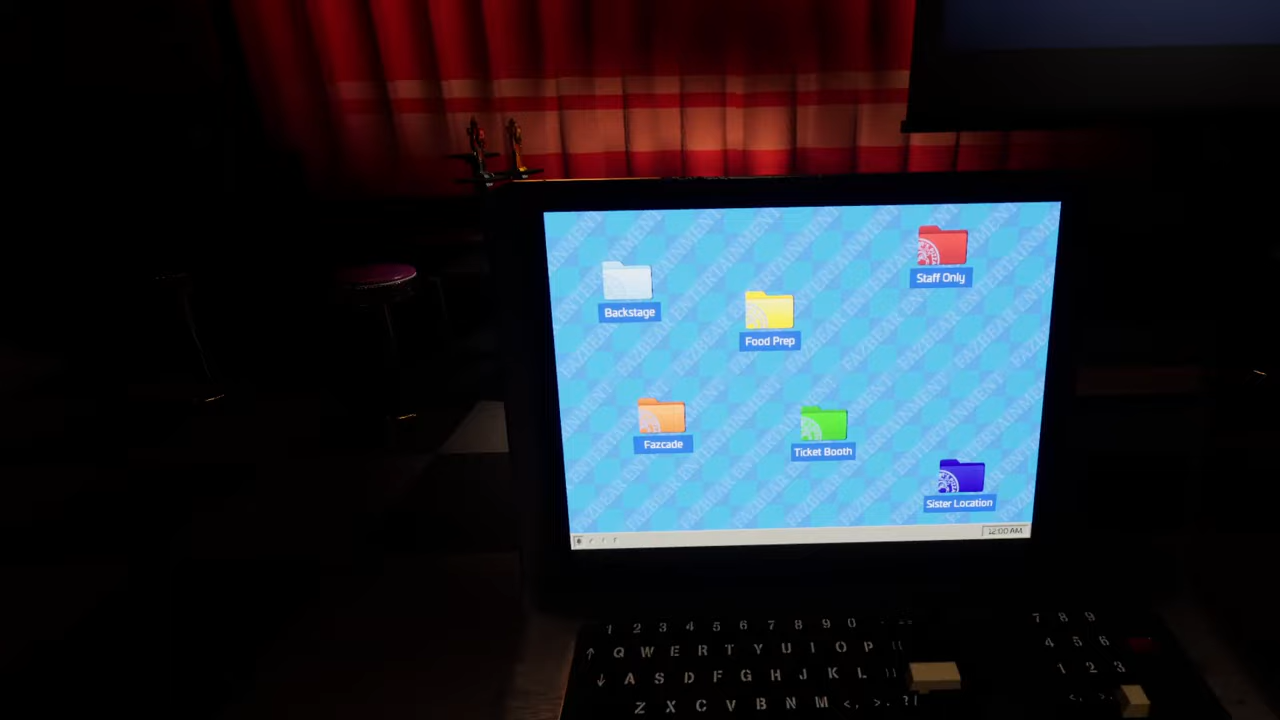 Staff Only
Backstage
Food Prep
Fazcade
Ticket Booth
Sister Location
12:00 AM
FAZBEAR ENTERTAINMENT
1 2 3 4 5 6 7 8 9 0
7 8 9
↑ Q W E R T Y U I O P
4 5 6
↓ A S D F G H J K L
1 2 3
Z X C V B N M <, >. ?/